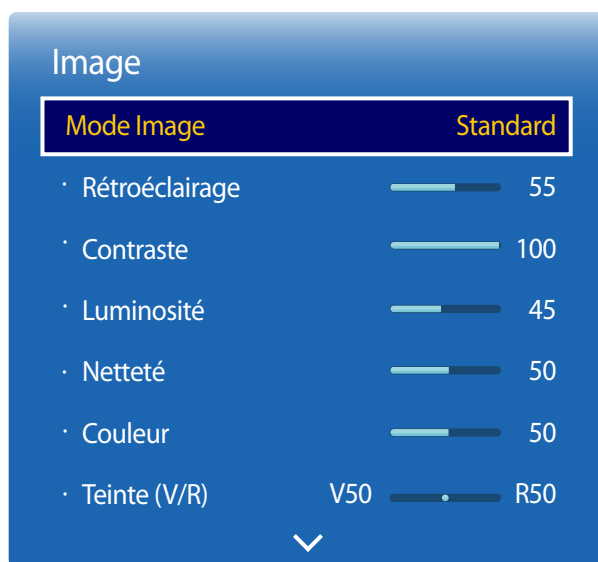 Image
Mode Image Standard
· Rétroéclairage 55
· Contraste 100
· Luminosité 45
· Netteté 50
· Couleur 50
· Teinte (V/R) V50 R50